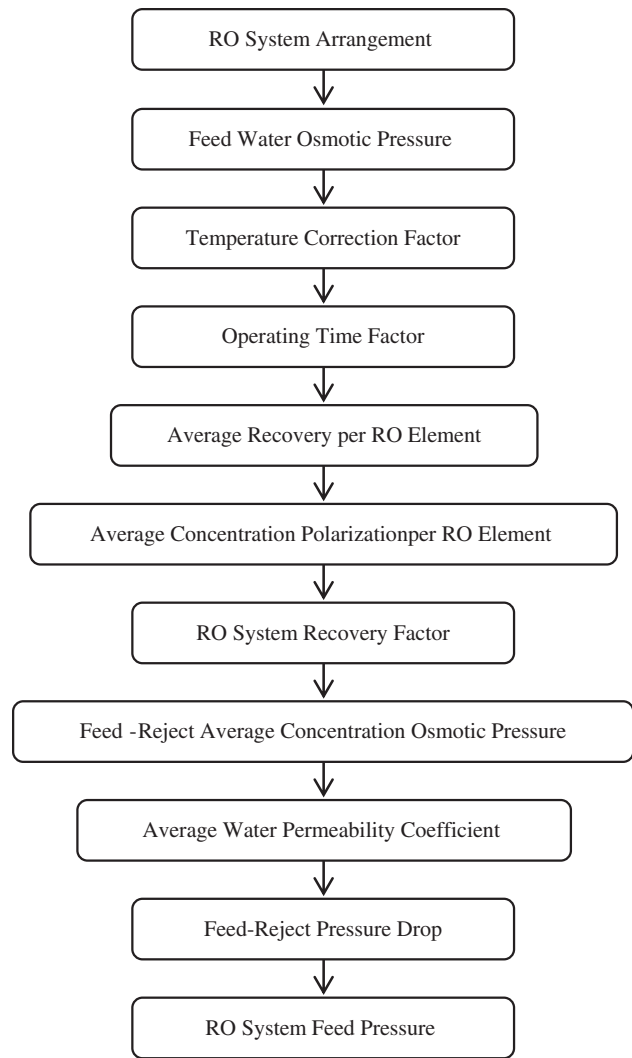 RO System Arrangement
Feed Water Osmotic Pressure
Temperature Correction Factor
Operating Time Factor
Average Recovery per RO Element
Average Concentration Polarizationper RO Element
RO System Recovery Factor
Feed -Reject Average Concentration Osmotic Pressure
Average Water Permeability Coefficient
Feed-Reject Pressure Drop
RO System Feed Pressure